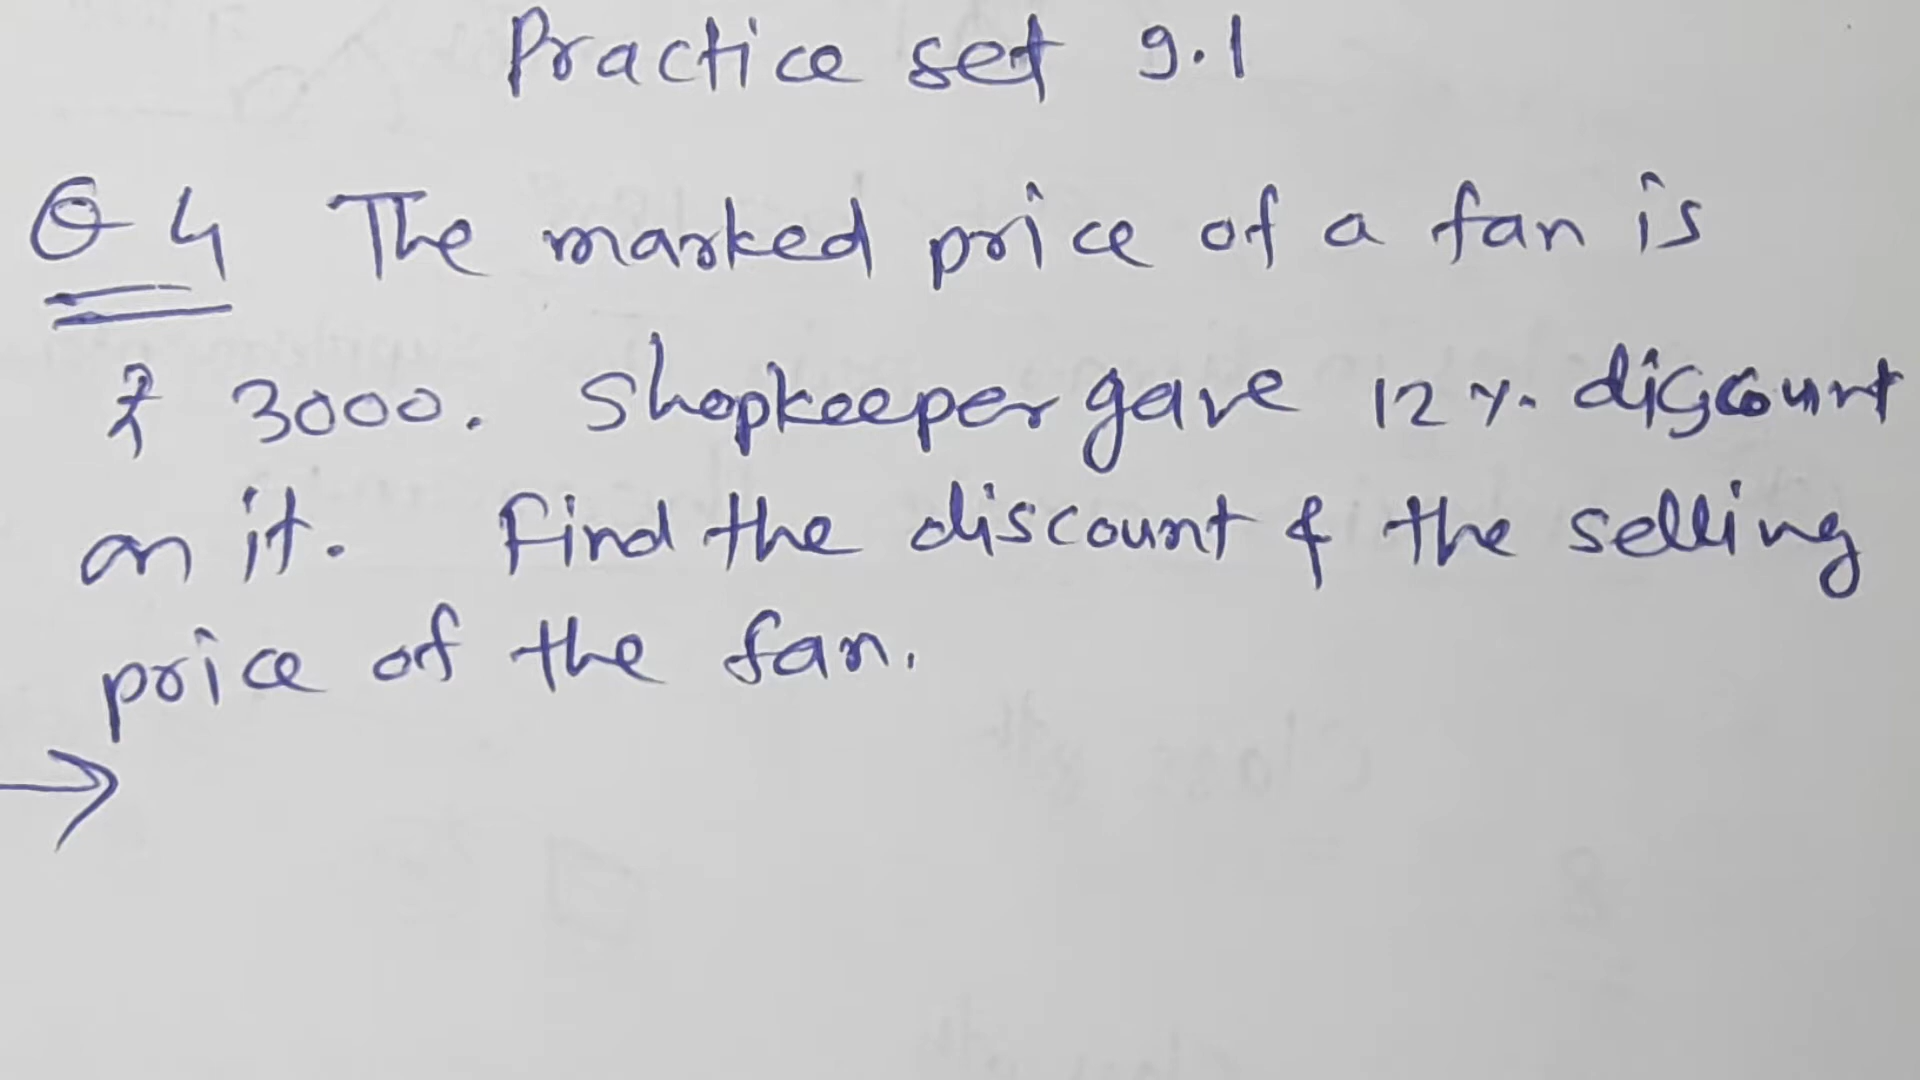 Practice set 9.1
Q 4 The marked price of a fan is
₹ 3000. Shopkeeper gave 12 %. discount
on it. Find the discount & the selling
price of the fan.
→